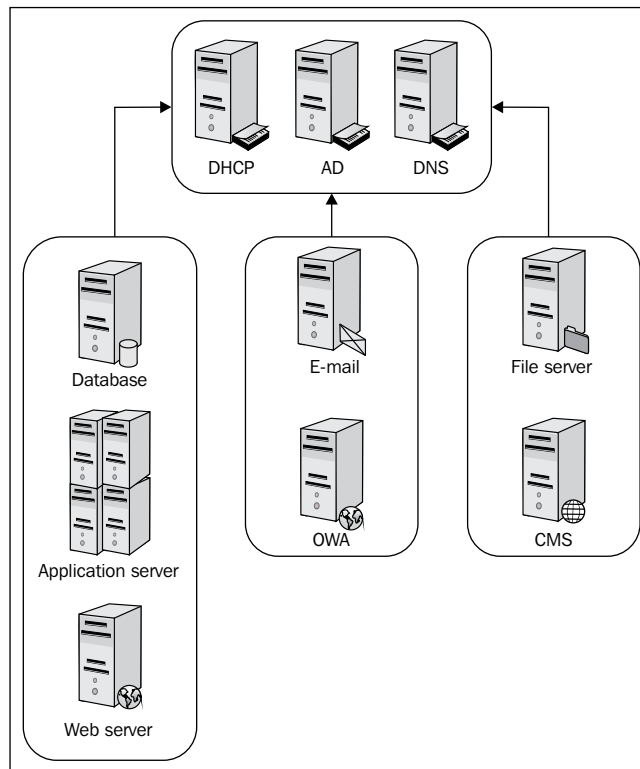 DHCP
AD
DNS
Database
Application server
Web server
E-mail
OWA
File server
CMS